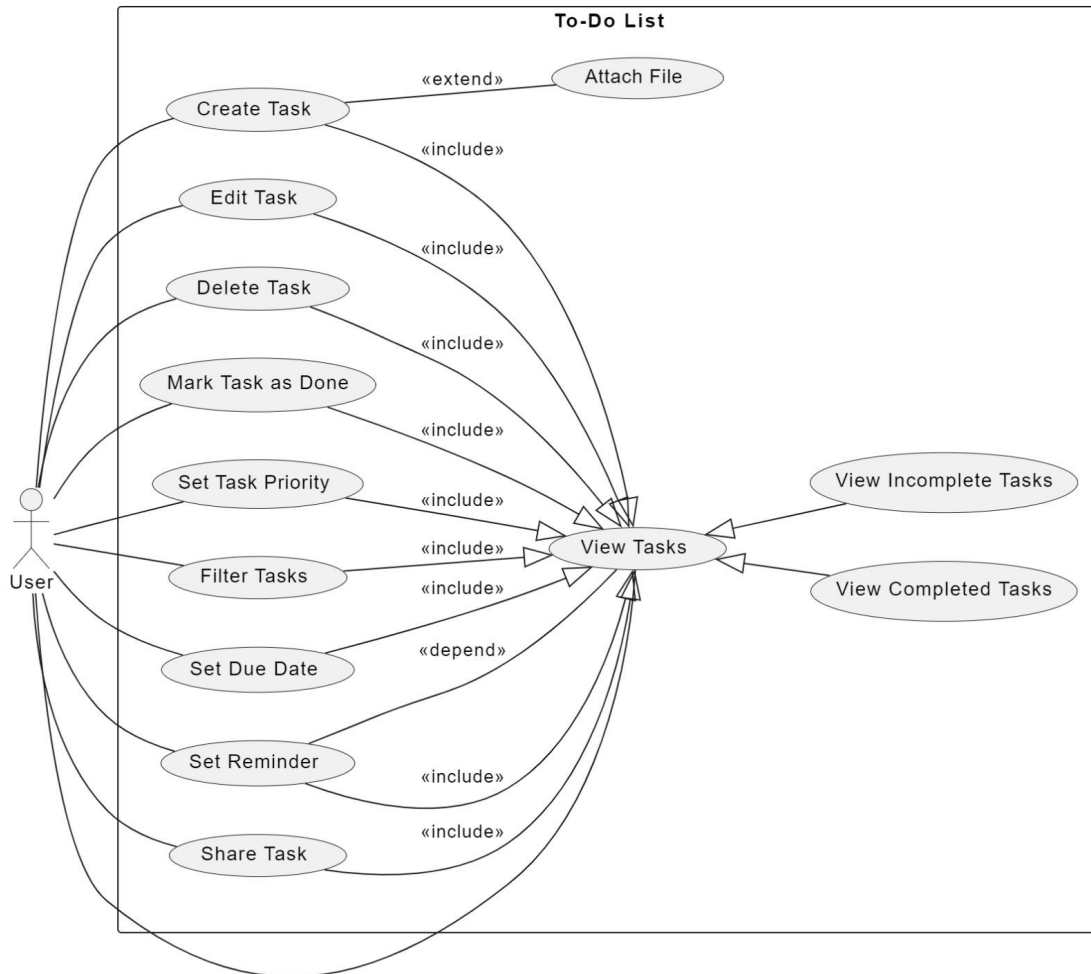 To-Do List
«extend»
Attach File
Create Task
«include»
Edit Task
«include»
Delete Task
«include»
Mark Task as Done
«include»
Set Task Priority
«include»
View Incomplete Tasks
User
Filter Tasks
«include»
View Tasks
View Completed Tasks
«include»
Set Due Date
«depend»
Set Reminder
«include»
Share Task
«include»